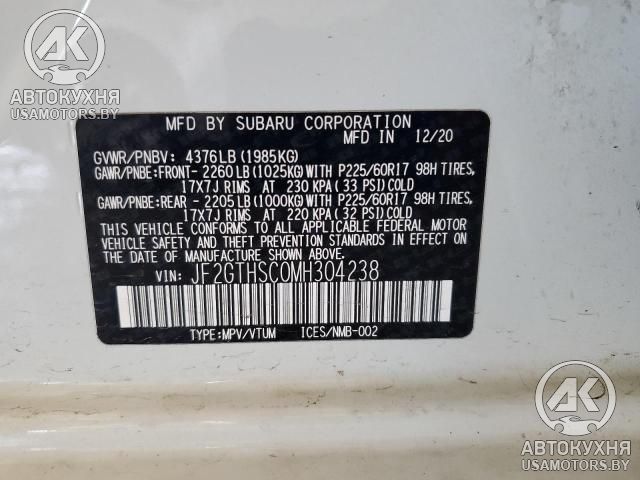 АК
АВТОКУХНЯ
USAMOTORS.BY
MFD BY SUBARU CORPORATION
MFD IN 12/20
GVWR/PNBV: 4376LB(1985KG)
GAWR/PNBE:FRONT- 2260LB(1025KG)WITH P225/60R17 98H TIRES,
17X7J RIMS AT 230 KPA (33 PSI)COLD
GAWR/PNBE:REAR - 2205LB(1000KG)WITH P225/60R17 98H TIRES,
17X7J RIMS AT 220 KPA (32 PSI)COLD
THIS VEHICLE CONFORMS TO ALL APPLICABLE FEDERAL MOTOR
VEHICLE SAFETY AND THEFT PREVENTION STANDARDS IN EFFECT ON
THE DATE OF MANUFACTURE SHOWN ABOVE.
VIN: JF2GTHSC0MH304238
TYPE:MPV/VTUM ICES/NMB-002
АК
АВТОКУХНЯ
USAMOTORS.BY